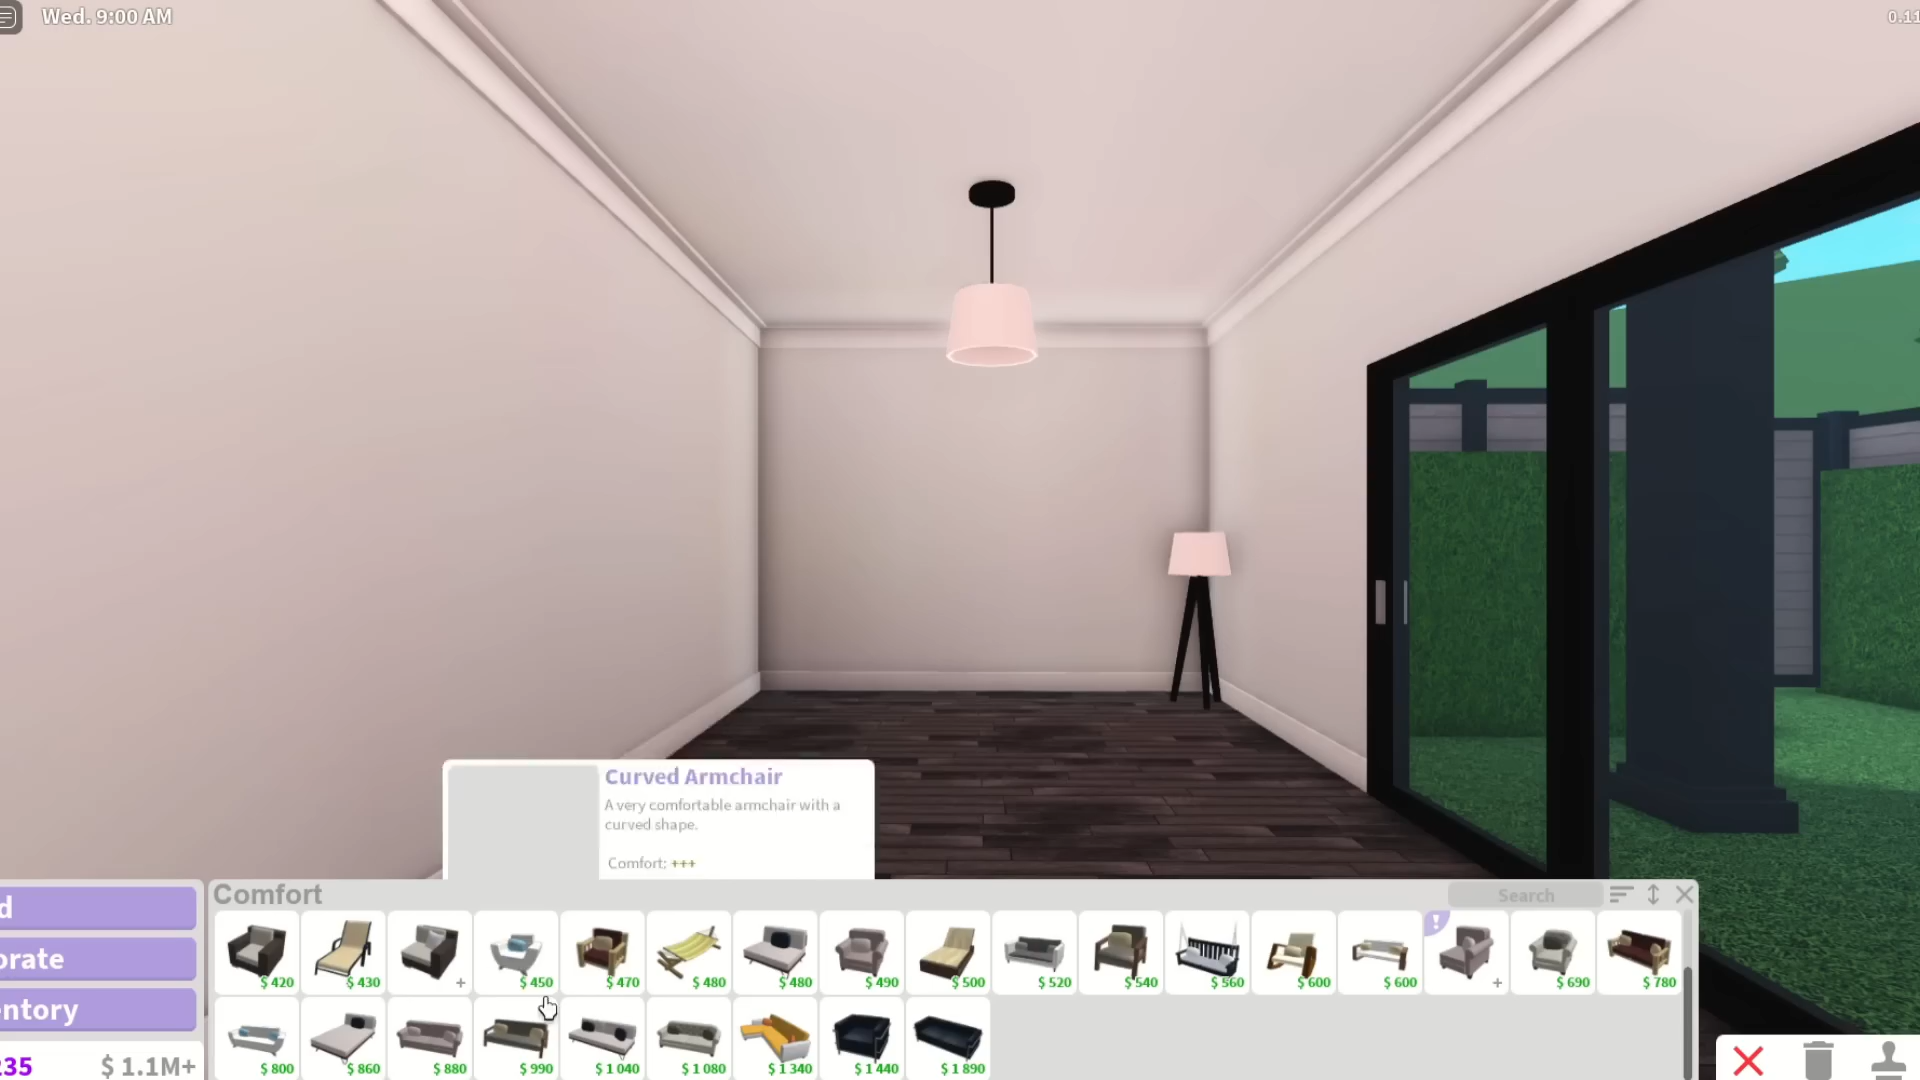 Wed. 9:00 AM
0.11
Curved Armchair
A very comfortable armchair with a
curved shape.
Comfort: +++
d
Comfort
Search
orate
entory
$ 420 $ 430 + $ 450 $ 470 $ 480 $ 480 $ 490 $ 500 $ 520 $ 540 $ 560 $ 600 $ 600 ! + $ 690 $ 780
35 $ 1.1M+
$ 800 $ 860 $ 880 $ 990 $ 1 040 $ 1 080 $ 1 340 $ 1 440 $ 1 890